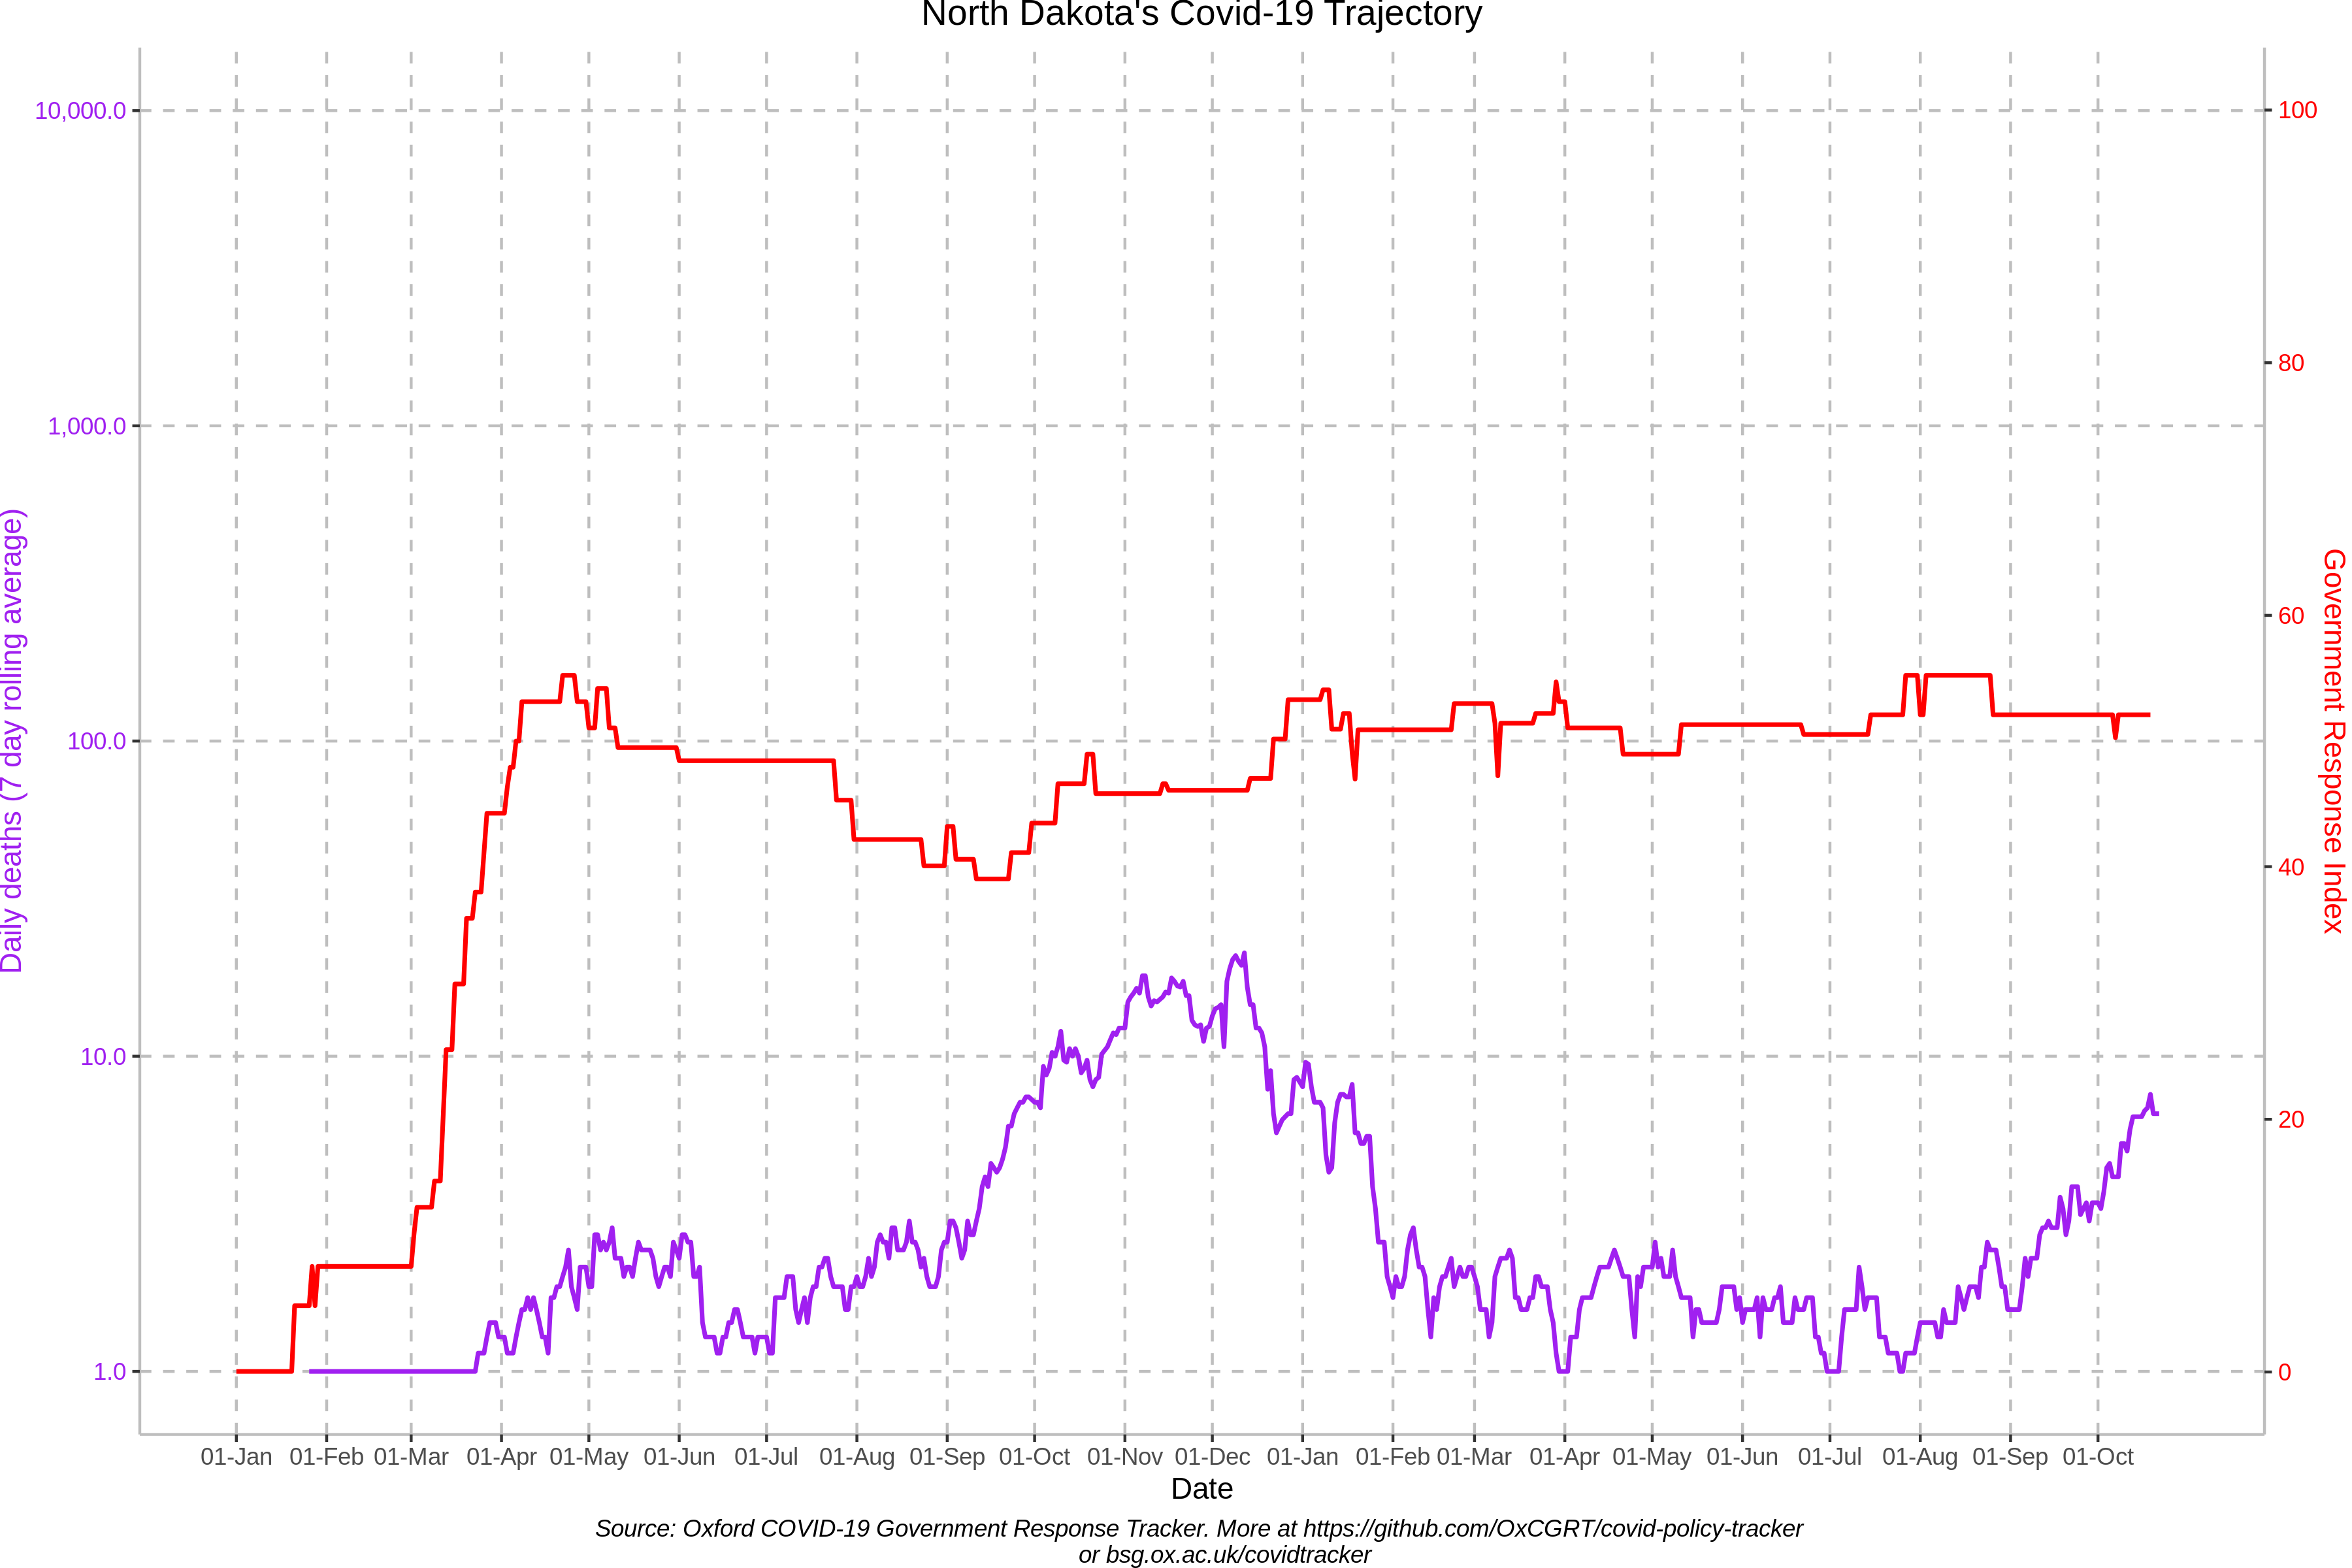 North Dakota's Covid-19 Trajectory
10,000.0
1,000.0
100.0
10.0
1.0
Daily deaths (7 day rolling average)
100
80
60
40
20
0
Government Response Index
01-Jan 01-Feb 01-Mar 01-Apr 01-May 01-Jun 01-Jul 01-Aug 01-Sep 01-Oct 01-Nov 01-Dec 01-Jan 01-Feb 01-Mar 01-Apr 01-May 01-Jun 01-Jul 01-Aug 01-Sep 01-Oct
Date
Source: Oxford COVID-19 Government Response Tracker. More at https://github.com/OxCGRT/covid-policy-tracker
or bsg.ox.ac.uk/covidtracker